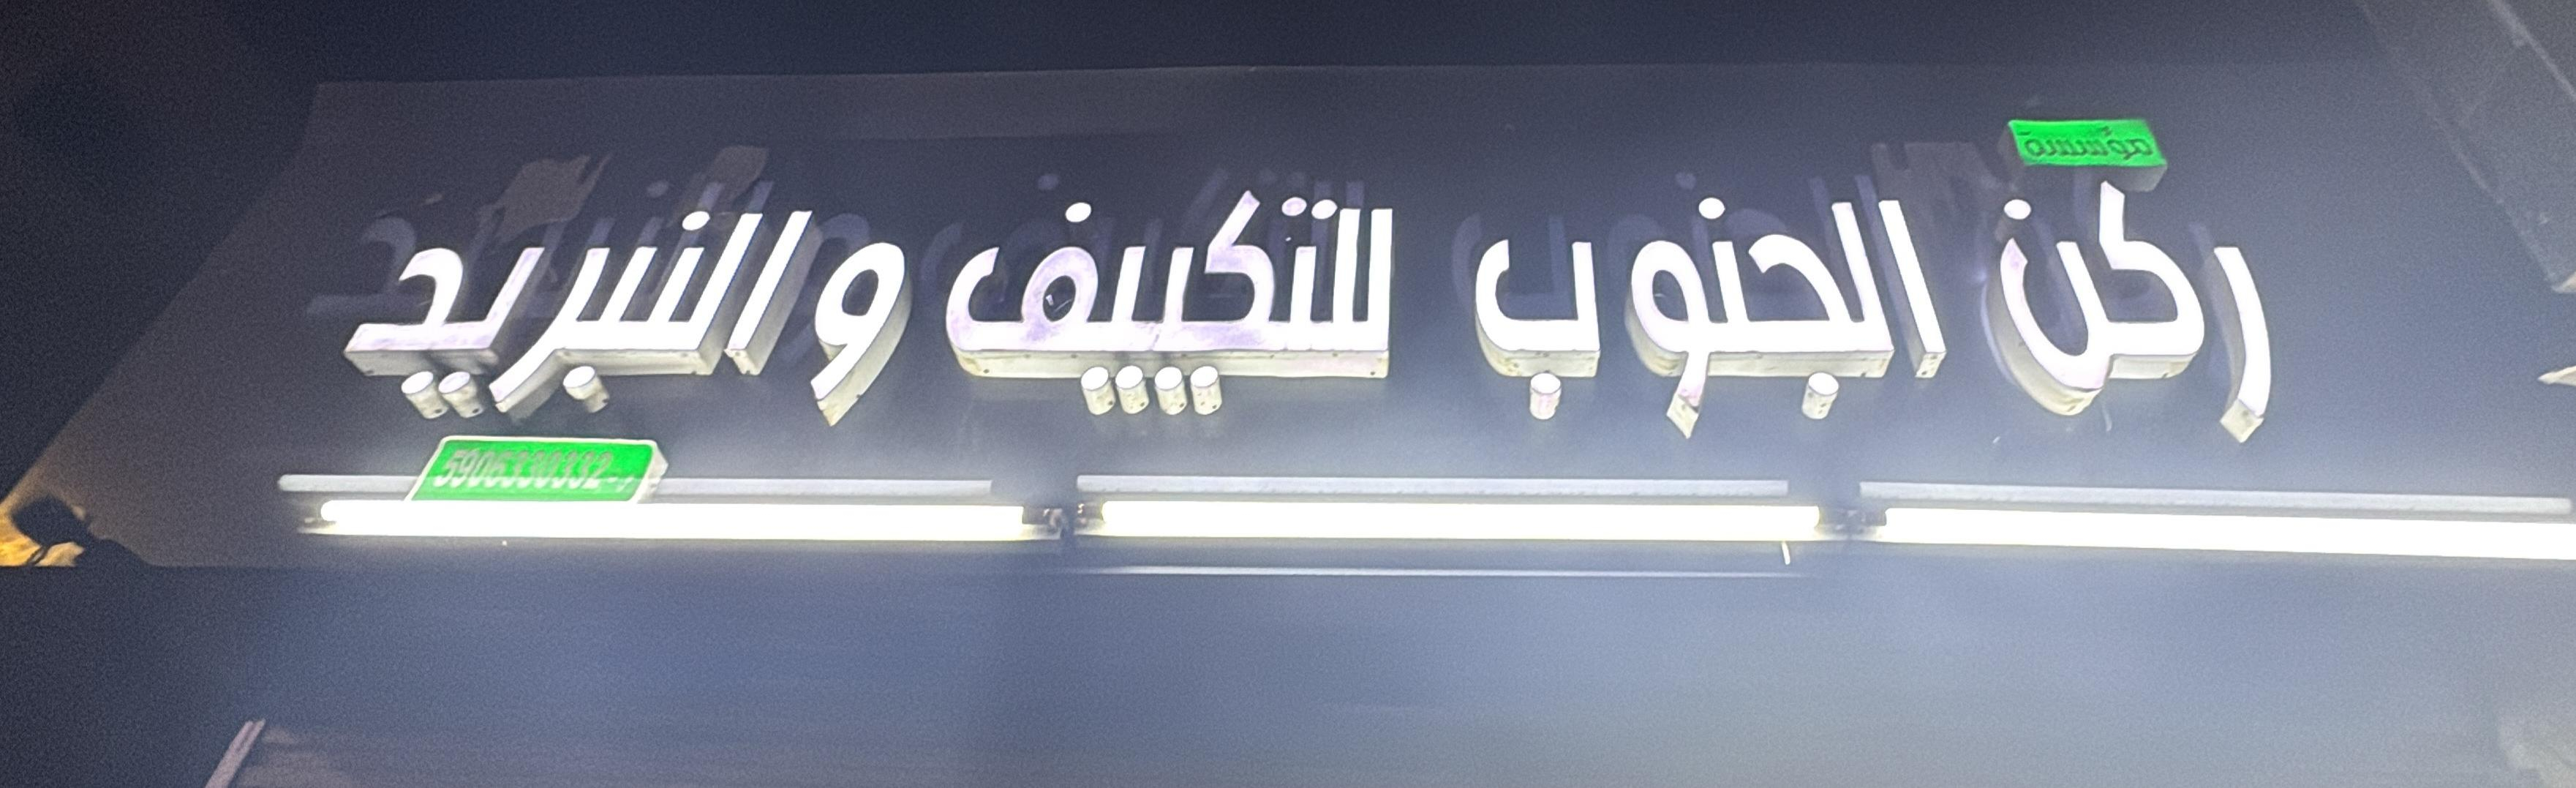 مؤسسة
ركن الجنوب للتكييف والتبريد